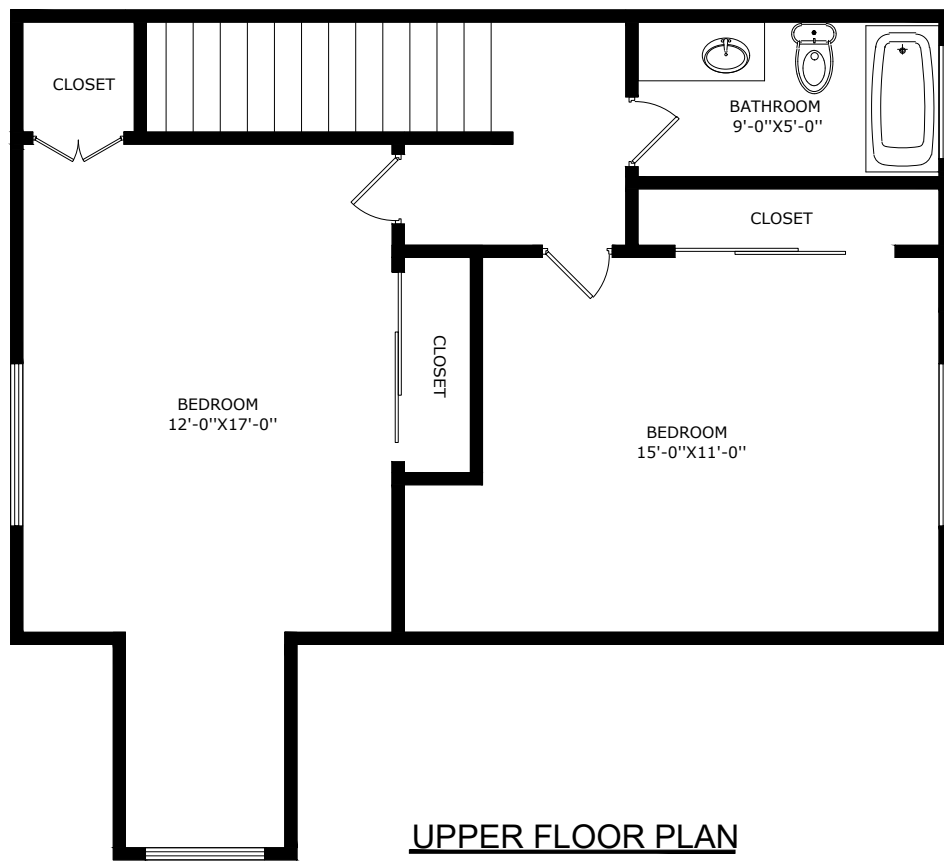 CLOSET
BATHROOM
9'-0"X5'-0"
CLOSET
CLOSET
BEDROOM
12'-0"X17'-0"
BEDROOM
15'-0"X11'-0"
UPPER FLOOR PLAN